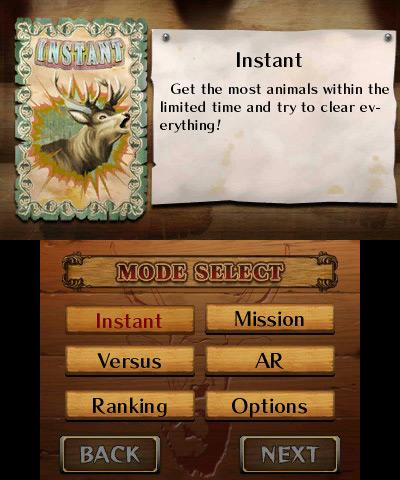 INSTANT
Instant
Get the most animals within the
limited time and try to clear ev-
erything!
MODE SELECT
Instant
Mission
Versus
AR
Ranking
Options
BACK
NEXT